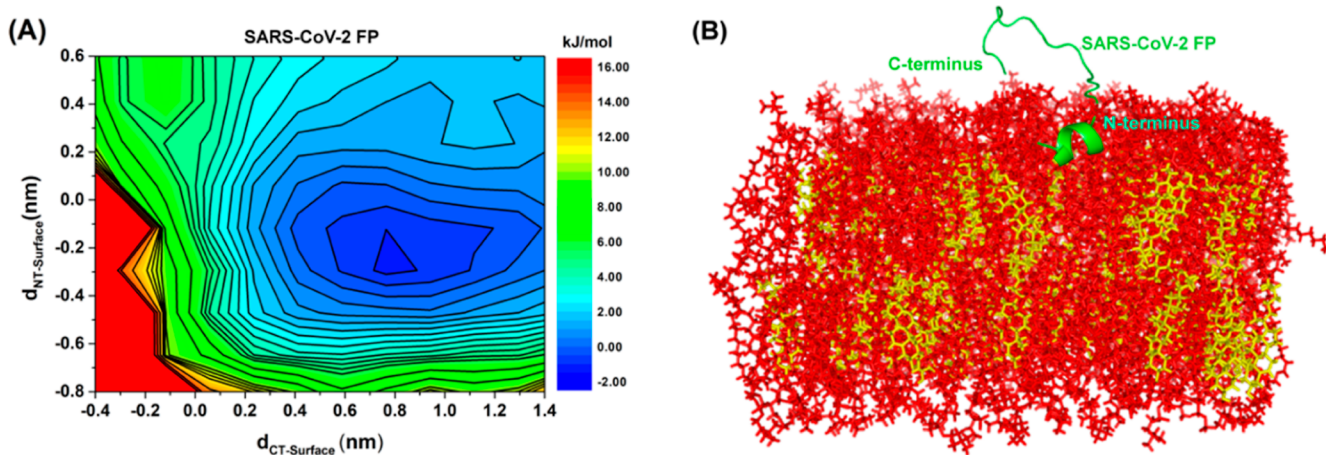 (A)
SARS-CoV-2 FP
kJ/mol
0.6
0.4
0.2
0.0
-0.2
-0.4
-0.6
-0.8
d_NT-Surface(nm)
-0.4 -0.2 0.0 0.2 0.4 0.6 0.8 1.0 1.2 1.4
d_CT-Surface (nm)
16.00
14.00
12.00
10.00
8.00
6.00
4.00
2.00
0.00
-2.00
(B)
C-terminus
SARS-CoV-2 FP
N-terminus